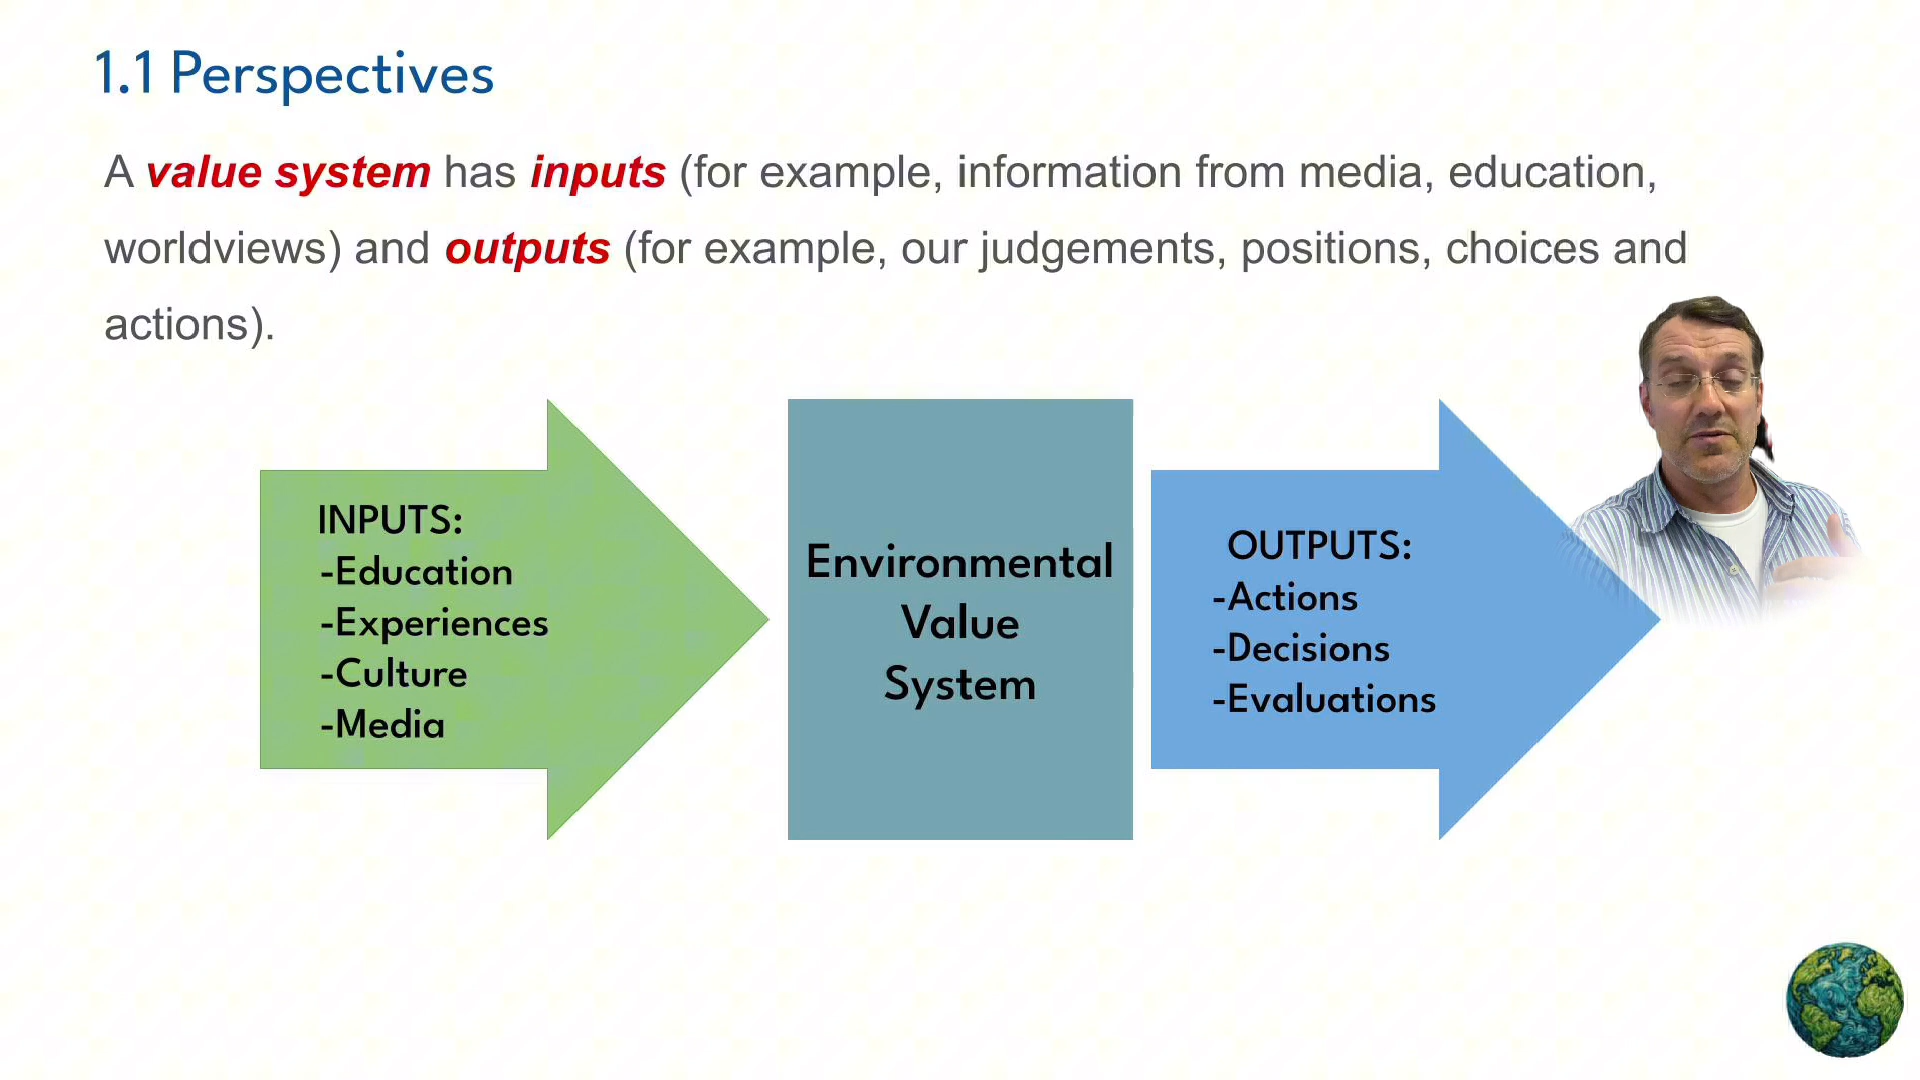 1.1 Perspectives
A value system has inputs (for example, information from media, education,
worldviews) and outputs (for example, our judgements, positions, choices and
actions).
INPUTS:
-Education
-Experiences
-Culture
-Media
Environmental
Value
System
OUTPUTS:
-Actions
-Decisions
-Evaluations